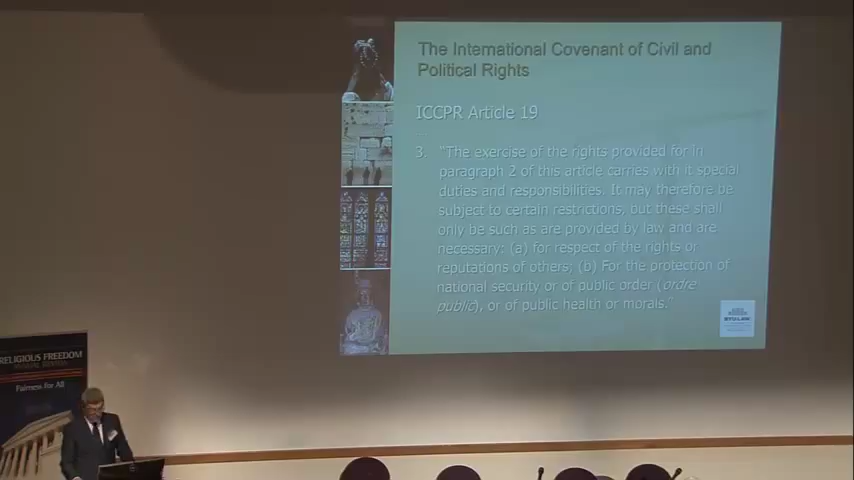 The International Covenant of Civil and
Political Rights
ICCPR Article 19
3. "The exercise of the rights provided for in
paragraph 2 of this article carries with it special
duties and responsibilities. It may therefore be
subject to certain restrictions, but these shall
only be such as are provided by law and are
necessary: (a) for respect of the rights or
reputations of others; (b) For the protection of
national security or of public order (ordre
public), or of public health or morals."
RELIGIOUS FREEDOM
Fairness for All